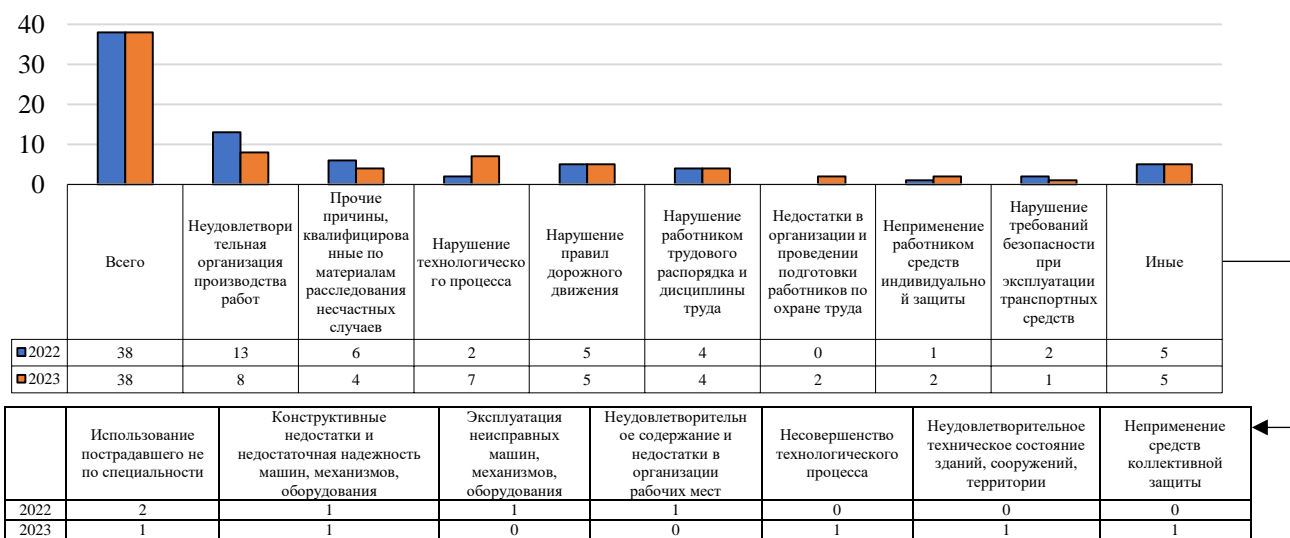 40
30
20
10
0
Всего
Неудовлетвори
тельная
организация
производства
работ
Прочие
причины,
квалифицирова
нные по
материалам
расследования
несчастных
случаев
Нарушение
технологическо
го процесса
Нарушение
правил
дорожного
движения
Нарушение
работником
трудового
распорядка и
дисциплины
труда
Недостатки в
организации и
проведении
подготовки
работников по
охране труда
Неприменение
работником
средств
индивидуально
й защиты
Нарушение
требований
безопасности
при
эксплуатации
транспортных
средств
Иные
2022 38 13 6 2 5 4 0 1 2 5
2023 38 8 4 7 5 4 2 2 1 5
Использование
пострадавшего не
по специальности
Конструктивные
недостатки и
недостаточная надежность
машин, механизмов,
оборудования
Эксплуатация
неисправных
машин,
механизмов,
оборудования
Неудовлетворительн
ое содержание и
недостатки в
организации
рабочих мест
Несовершенство
технологического
процесса
Неудовлетворительное
техническое состояние
зданий, сооружений,
территории
Неприменение
средств
коллективной
защиты
2022 2 1 1 1 0 0 0
2023 1 1 0 0 1 1 1